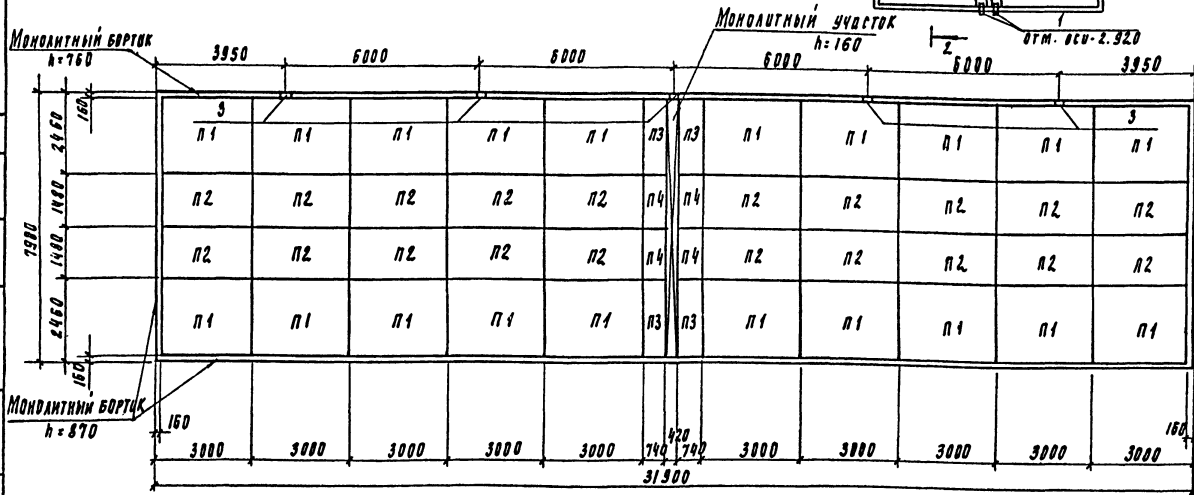 Монолитный участок
h=160
1
2
отм. оси-2.920
Монолитный бортик
h=760
3950 6000 6000 6000 6000 3950
160
3 3
П1 П1 П1 П1 П1 П3 П3 П1 П1 П1 П1 П1
2460
П2 П2 П2 П2 П2 П4 П4 П2 П2 П2 П2 П2
1480
П2 П2 П2 П2 П2 П4 П4 П2 П2 П2 П2 П2
1480
7980
П1 П1 П1 П1 П1 П3 П3 П1 П1 П1 П1 П1
2460
160
Монолитный бортик
h=870
160 160
420
3000 3000 3000 3000 3000 740 740 3000 3000 3000 3000 3000
31900